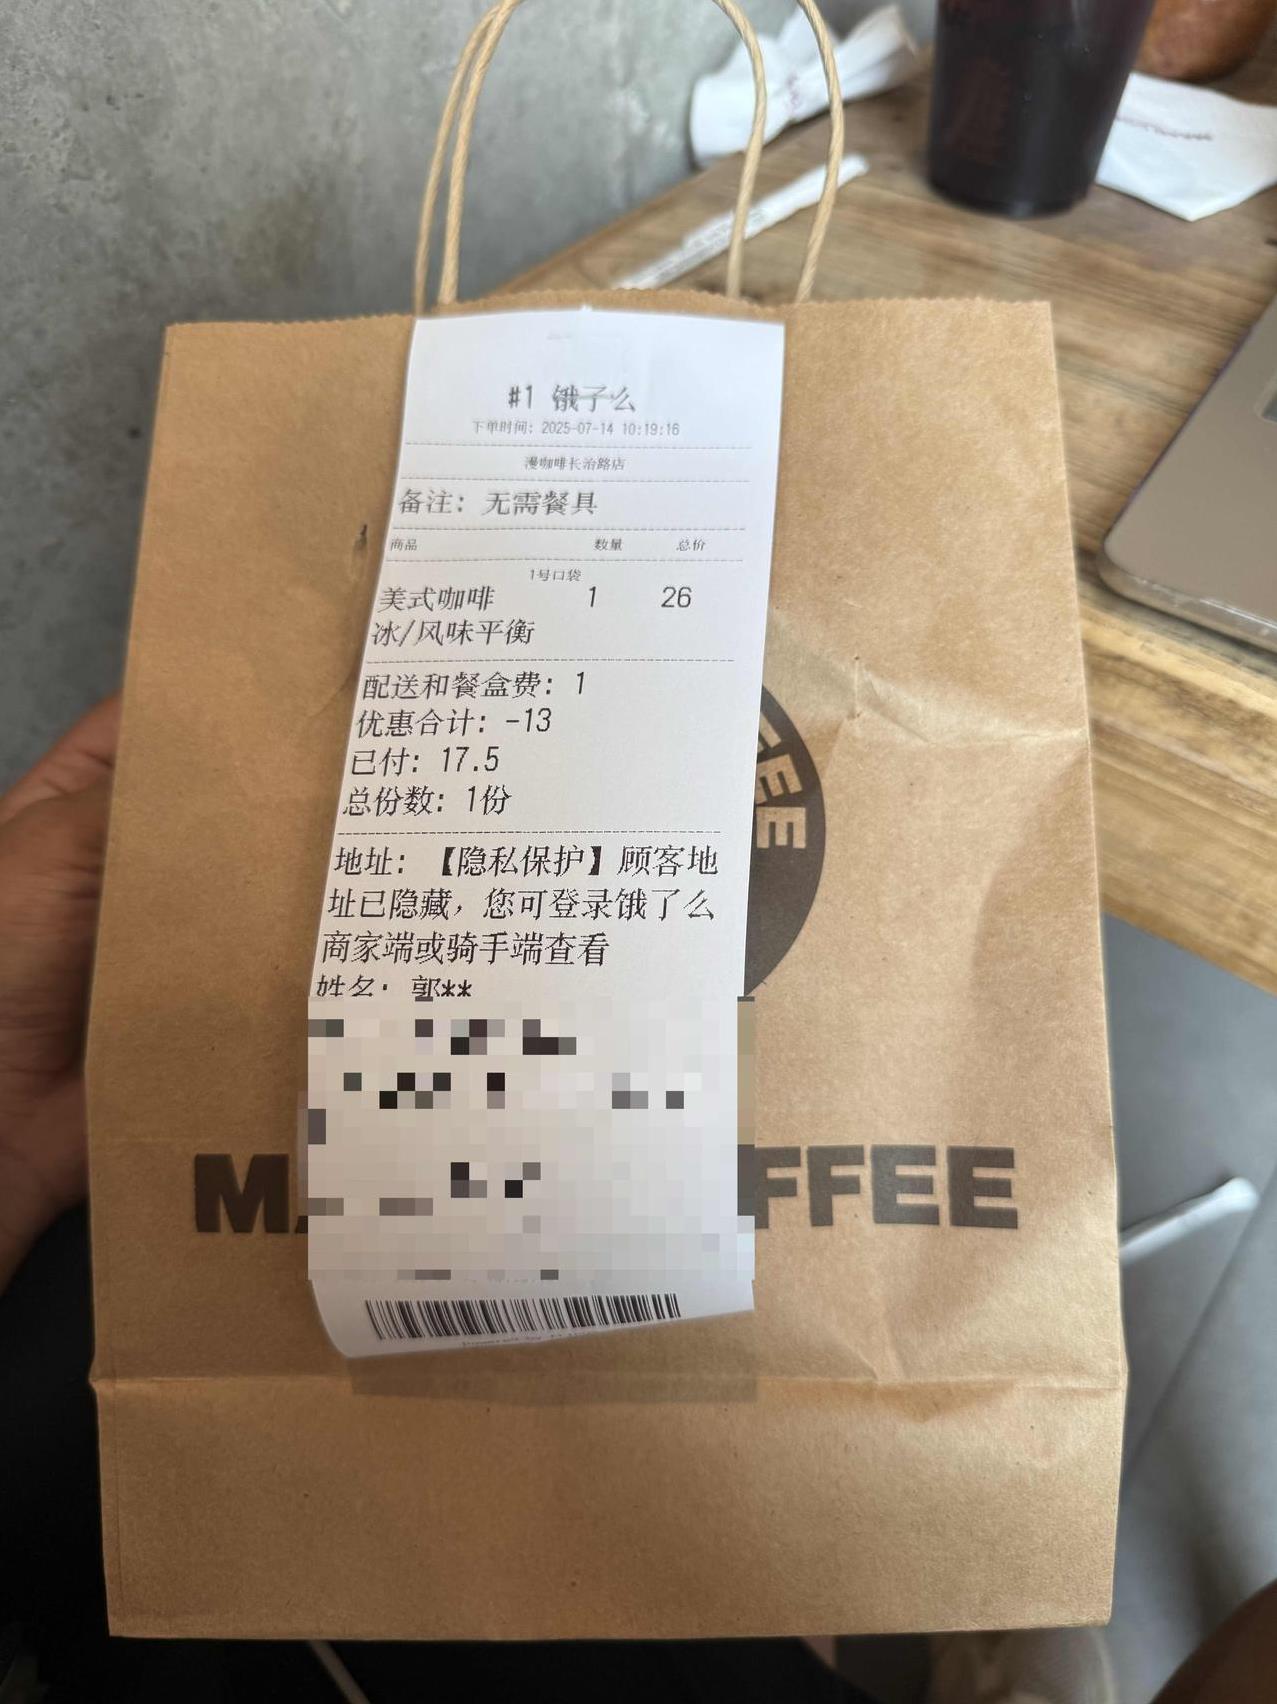 #1 饿了么
下单时间: 2025-07-14 10:19:16
漫咖啡长治路店
备注: 无需餐具
商品 数量 总价
1号口袋
美式咖啡 1 26
冰/风味平衡
配送和餐盒费: 1
优惠合计: -13
已付: 17.5
总份数: 1份
地址: 【隐私保护】顾客地
址已隐藏，您可登录饿了么
商家端或骑手端查看
姓名: 郭**
FFEE